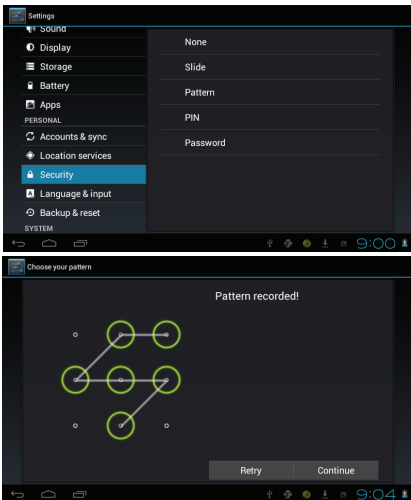 Settings
Sound
Display
Storage
Battery
Apps
PERSONAL
Accounts & sync
Location services
Security
Language & input
Backup & reset
SYSTEM
None
Slide
Pattern
PIN
Password
9:00
Choose your pattern
Pattern recorded!
Retry
Continue
9:04